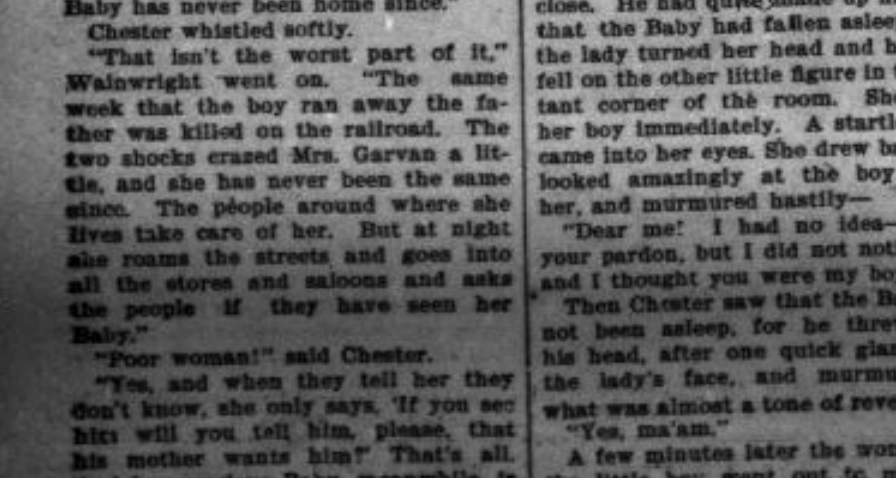 Baby has never been home since."
Chester whistled softly.
"That isn't the worst part of it,"
Wainwright went on. "The same
week that the boy ran away the fa-
ther was killed on the railroad. The
two shocks crazed Mrs. Garvan a lit-
tle, and she has never been the same
since. The people around where she
lives take care of her. But at night
she roams the streets and goes into
all the stores and saloons and asks
the people if they have seen her
Baby."
"Poor woman!" said Chester.
"Yes, and when they tell her they
don't know, she only says, 'If you see
him will you tell him, please, that
his mother wants him?' That's all.
close. He had quite made up
that the Baby had fallen aslee
the lady turned her head and h
fell on the other little figure in
tant corner of the room. She
her boy immediately. A startl
came into her eyes. She drew b
looked amazingly at the boy
her, and murmured hastily—
"Dear me! I had no idea—
your pardon, but I did not not
and I thought you were my bo
Then Chester saw that the
not been asleep, for he thre
his head, after one quick glan
the lady's face, and murmu
what was almost a tone of reve
"Yes, ma'am."
A few minutes later the wom